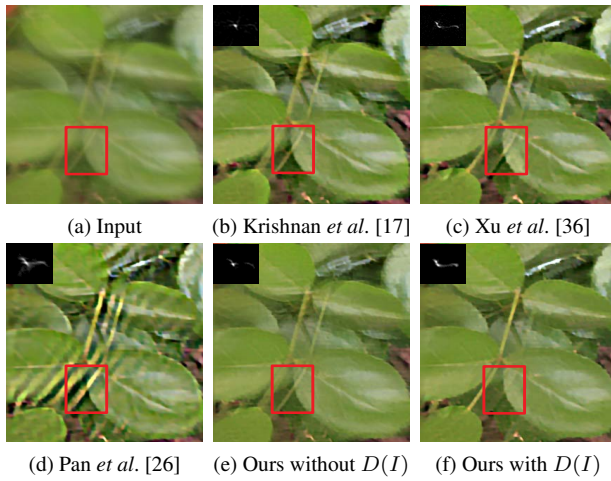 (a) Input
(b) Krishnan et al. [17]
(c) Xu et al. [36]
(d) Pan et al. [26]
(e) Ours without D(I)
(f) Ours with D(I)